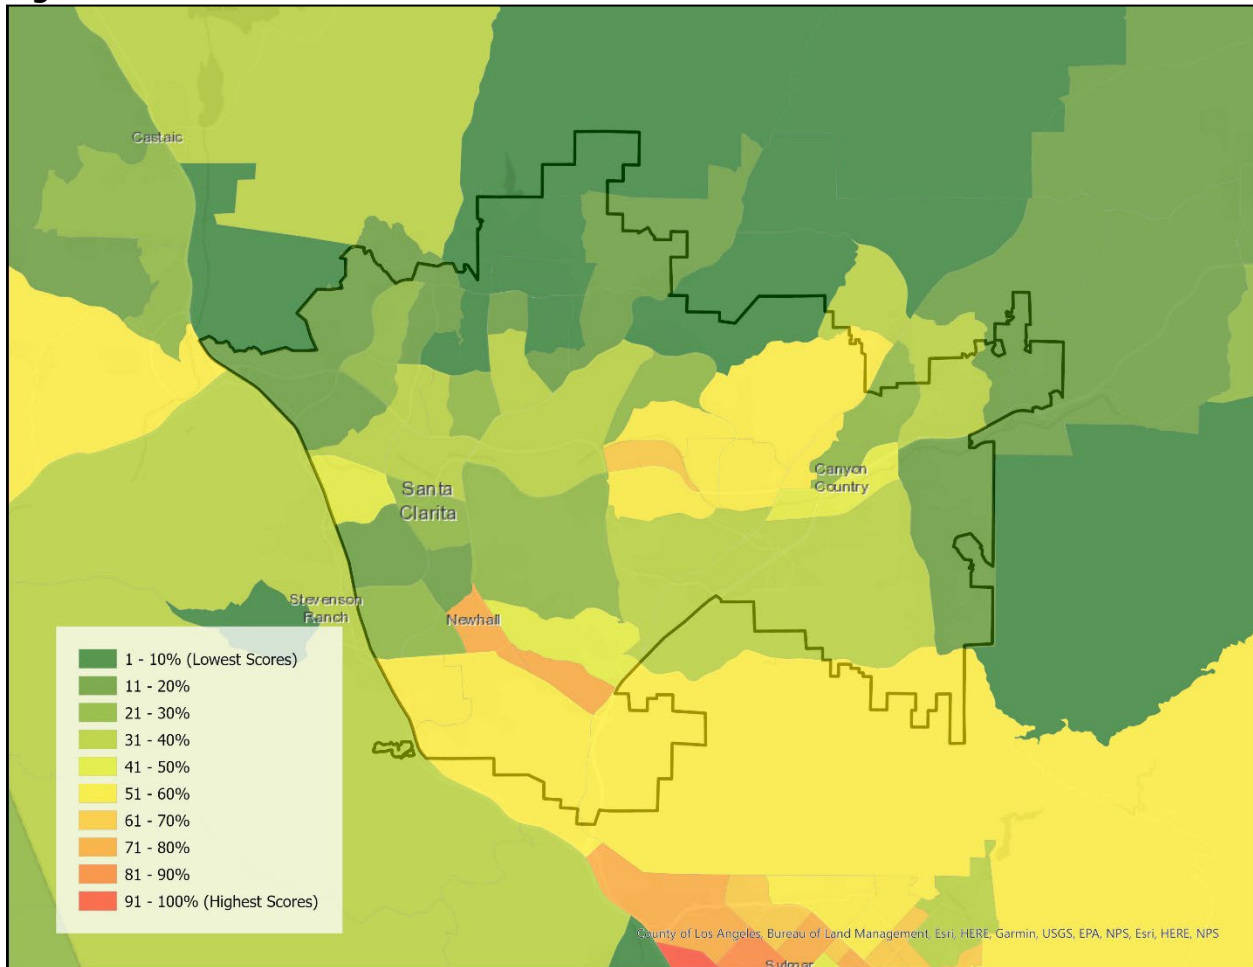 Castaic
Santa
Clarita
Canyon
Country
Stevenson
Ranch
Newhall
1 - 10% (Lowest Scores)
11 - 20%
21 - 30%
31 - 40%
41 - 50%
51 - 60%
61 - 70%
71 - 80%
81 - 90%
91 - 100% (Highest Scores)
County of Los Angeles, Bureau of Land Management, Esri, HERE, Garmin, USGS, EPA, NPS, Esri, HERE, NPS
Sylmar